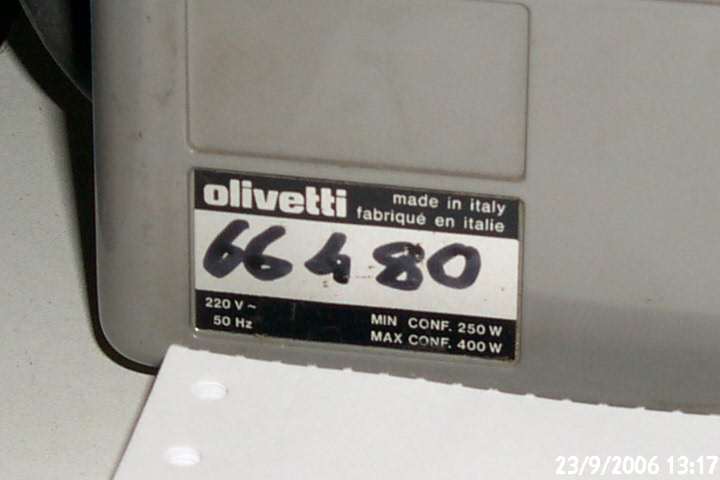 olivetti made in italy
fabriqué en italie
66480
220 V ~
50 Hz
MIN CONF. 250 W
MAX CONF. 400 W
23/9/2006 13:17